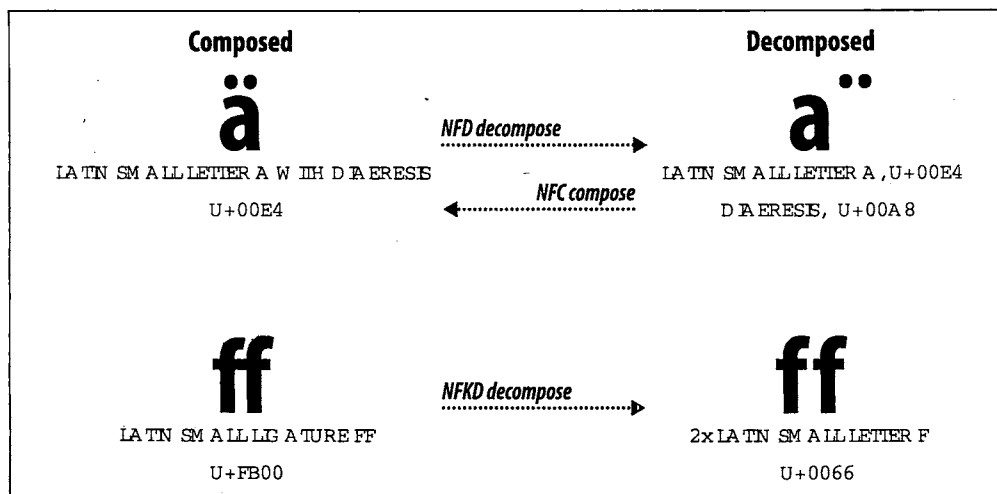 Composed
Decomposed
ä
NFD decompose
a ¨
LATIN SMALL LETTER A WITH DIAERESIS
LATIN SMALL LETTER A, U+00E4
NFC compose
U+00E4
DIAERESIS, U+00A8
ff
NFKD decompose
f f
LATIN SMALL LIGATURE FF
2x LATIN SMALL LETTER F
U+FB00
U+0066